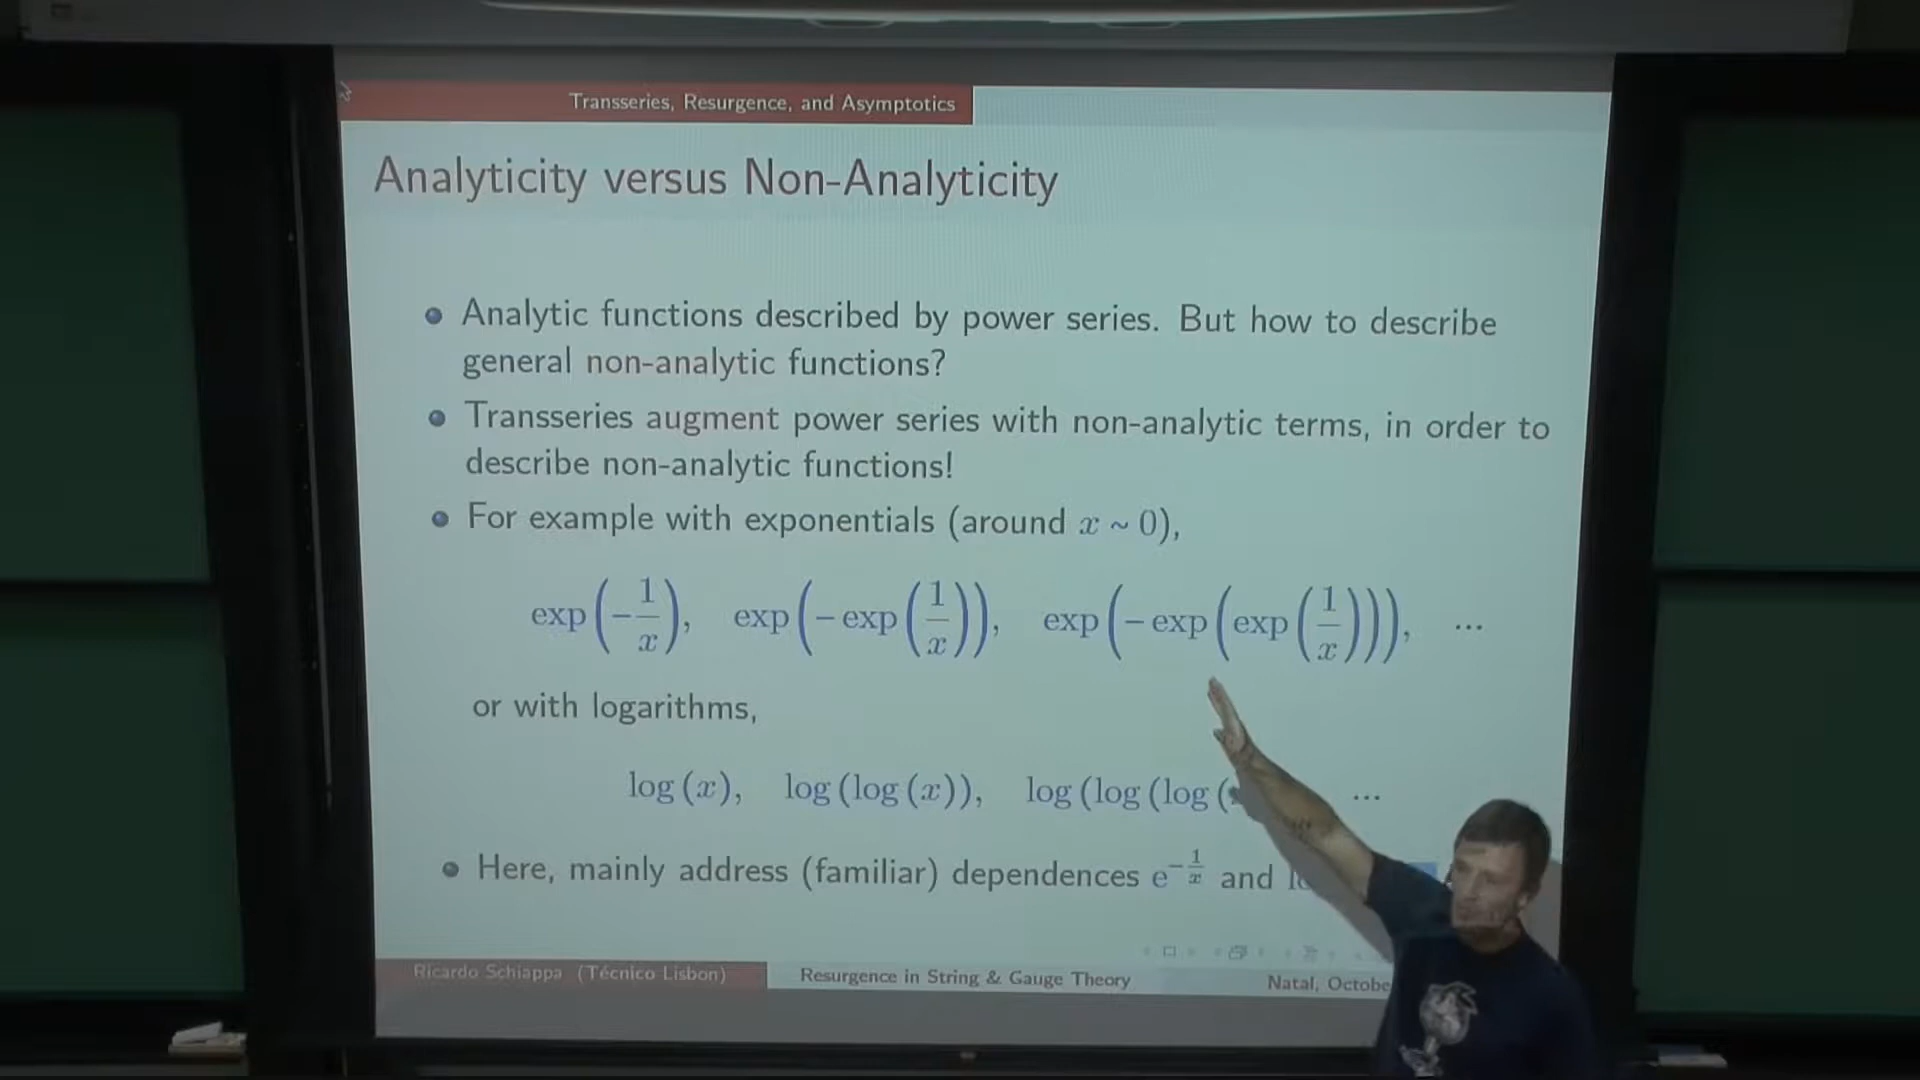 Transseries, Resurgence, and Asymptotics
Analyticity versus Non-Analyticity
Analytic functions described by power series. But how to describe
general non-analytic functions?
Transseries augment power series with non-analytic terms, in order to
describe non-analytic functions!
For example with exponentials (around x ~ 0),
exp(−1/x), exp(−exp(1/x)), exp(−exp(exp(1/x))), ...
or with logarithms,
log(x), log(log(x)), log(log(log( ...
Here, mainly address (familiar) dependences e^{−1/x} and
Ricardo Schiappa (Técnico Lisbon) Resurgence in String & Gauge Theory Natal,